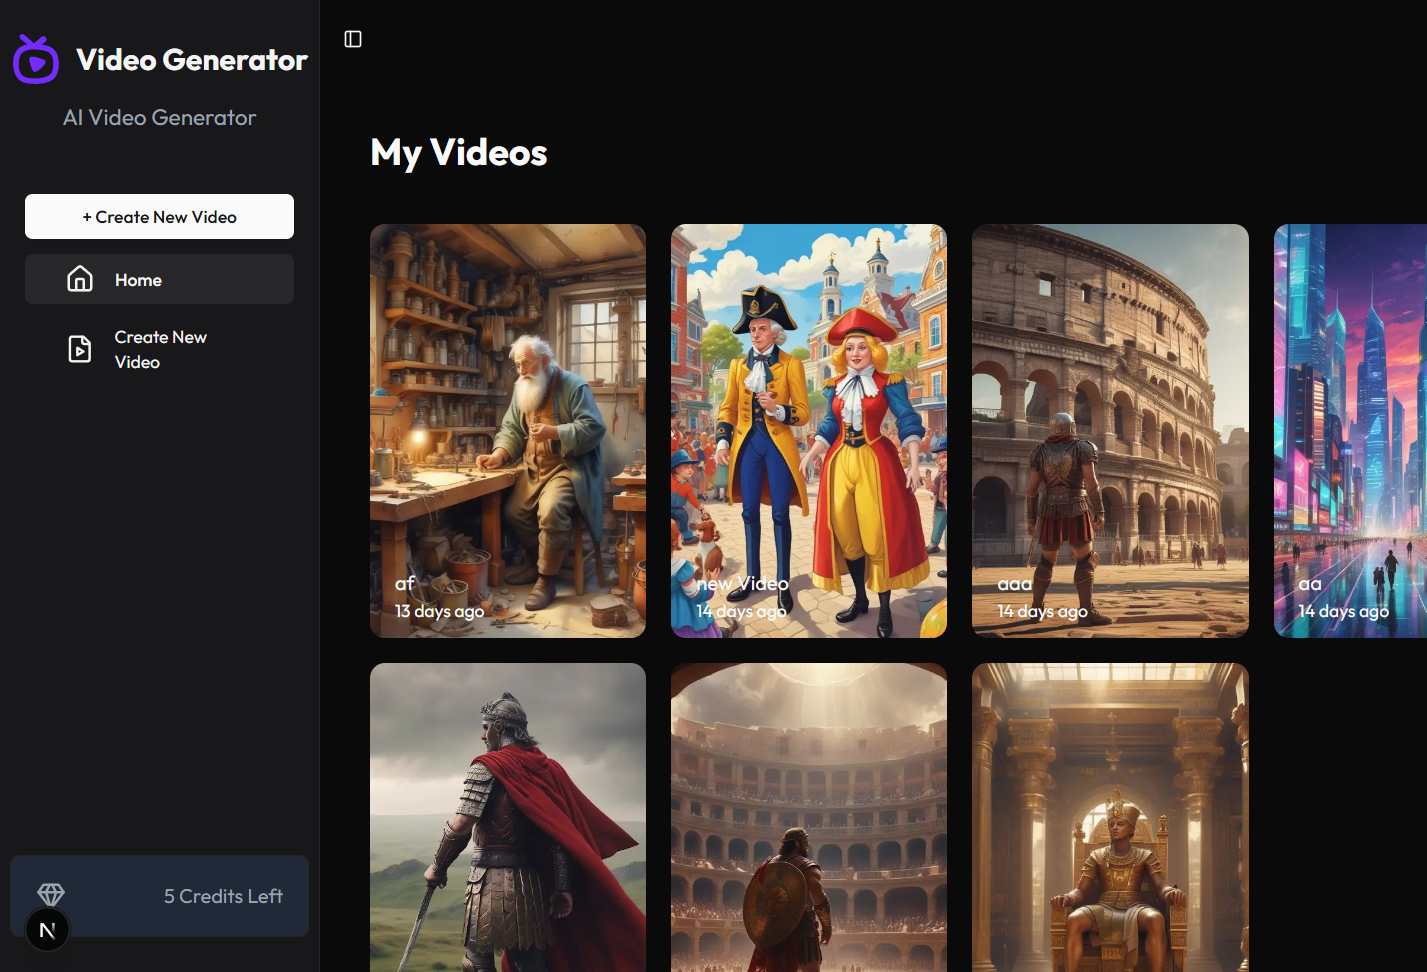 Video Generator
AI Video Generator
+ Create New Video
Home
Create New
Video
5 Credits Left
N
My Videos
af
13 days ago
new Video
14 days ago
aaa
14 days ago
aa
14 days ago